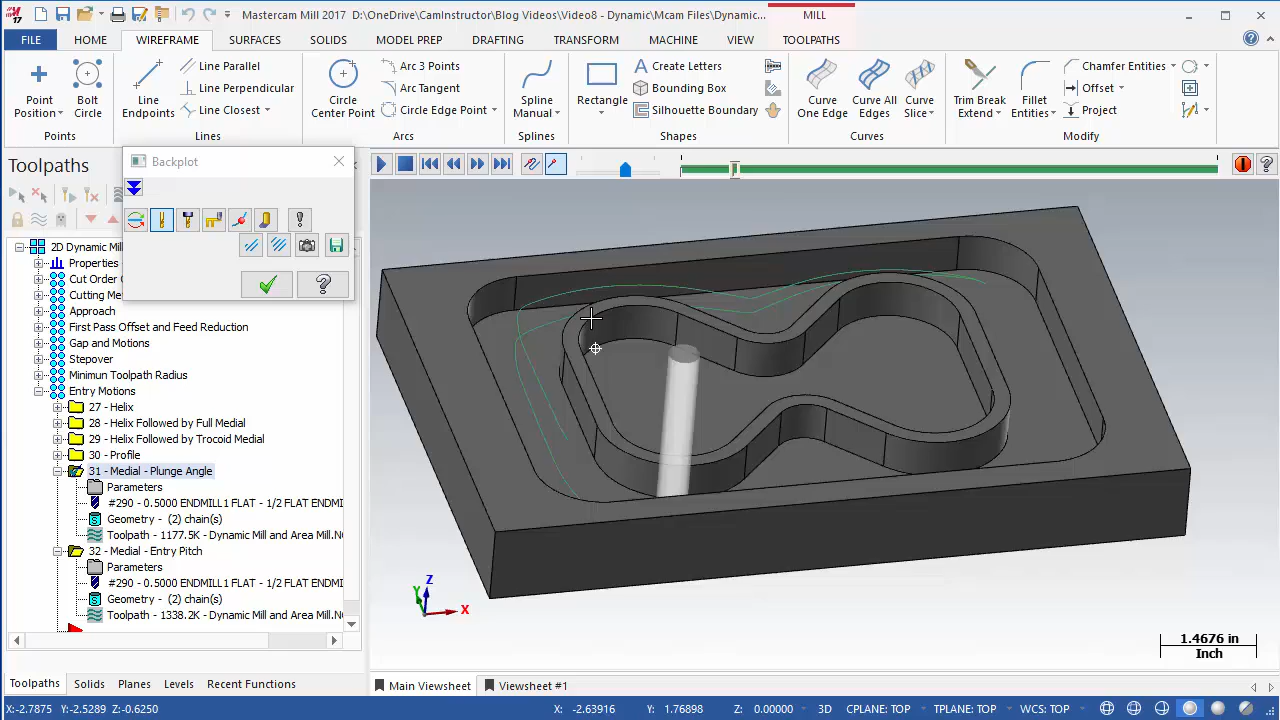 17
Mastercam Mill 2017 D:\OneDrive\CamInstructor\Blog Videos\Video8 - Dynamic\Mcam Files\Dynamic...
MILL
FILE HOME WIREFRAME SURFACES SOLIDS MODEL PREP DRAFTING TRANSFORM MACHINE VIEW TOOLPATHS
Point Position
Bolt Circle
Points
Line Endpoints
Line Parallel
Line Perpendicular
Line Closest
Lines
Circle Center Point
Arc 3 Points
Arc Tangent
Circle Edge Point
Arcs
Spline Manual
Splines
Rectangle
Create Letters
Bounding Box
Silhouette Boundary
Shapes
Curve One Edge
Curve All Edges
Curve Slice
Curves
Trim Break Extend
Fillet Entities
Chamfer Entities
Offset
Project
Modify
Toolpaths
Backplot
2D Dynamic Mil
Properties
Cut Order O
Cutting Me
Approach
First Pass Offset and Feed Reduction
Gap and Motions
Stepover
Minimun Toolpath Radius
Entry Motions
27 - Helix
28 - Helix Followed by Full Medial
29 - Helix Followed by Trocoid Medial
30 - Profile
31 - Medial - Plunge Angle
Parameters
#290 - 0.5000 ENDMILL1 FLAT - 1/2 FLAT ENDMI
Geometry - (2) chain(s)
Toolpath - 1177.5K - Dynamic Mill and Area Mill.N
32 - Medial - Entry Pitch
Parameters
#290 - 0.5000 ENDMILL1 FLAT - 1/2 FLAT ENDMI
Geometry - (2) chain(s)
Toolpath - 1338.2K - Dynamic Mill and Area Mill.N
Z
Y
X
1.4676 in
Inch
Toolpaths Solids Planes Levels Recent Functions
Main Viewsheet Viewsheet #1
X:-2.7875 Y:-2.5289 Z:-0.6250 X: -2.63916 Y: 1.76898 Z: 0.00000 3D CPLANE: TOP TPLANE: TOP WCS: TOP